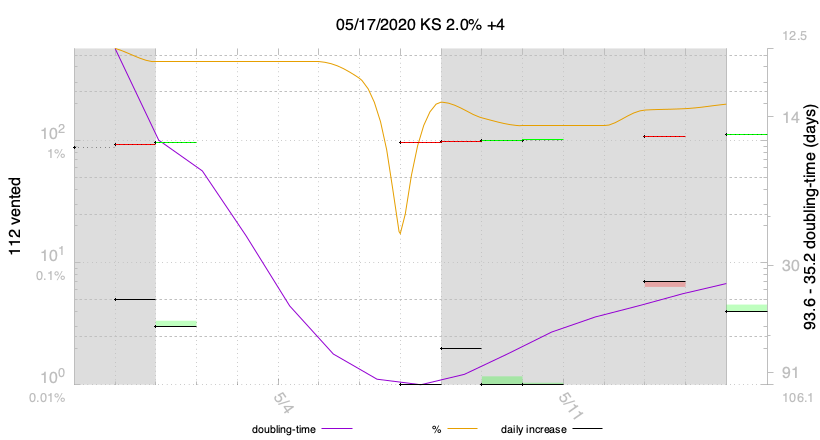 05/17/2020 KS 2.0% +4
12.5
14
10²
1%
112 vented
93.6 - 35.2 doubling-time (days)
10¹
0.1%
30
10⁰
0.01%
91
106.1
5/4
5/11
doubling-time
%
daily increase